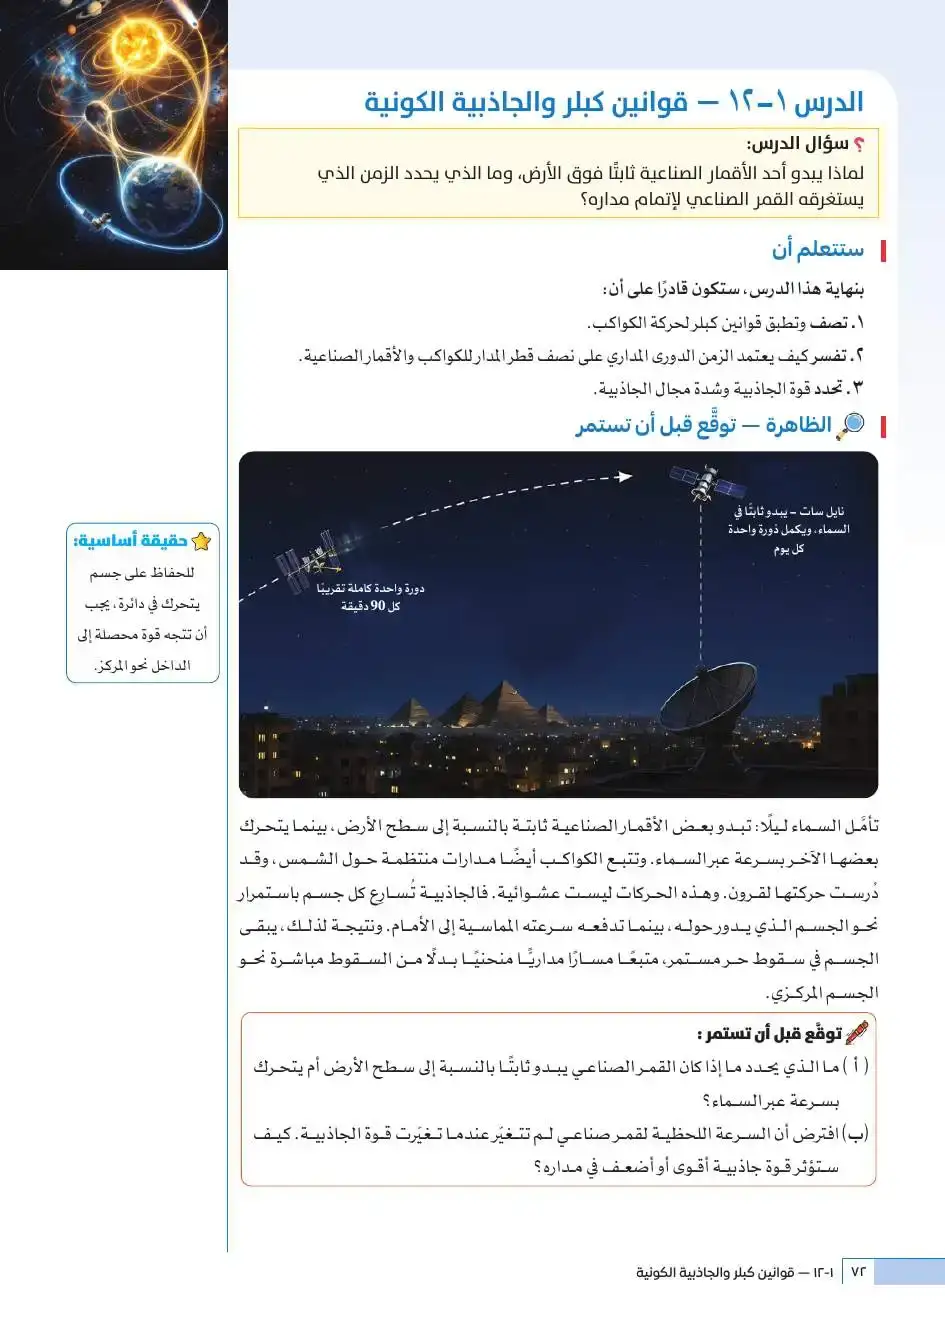 الدرس ١-١٢ — قوانين كبلر والجاذبية الكونية
؟ سؤال الدرس:
لماذا يبدو أحد الأقمار الصناعية ثابتًا فوق الأرض، وما الذي يحدد الزمن الذي
يستغرقه القمر الصناعي لإتمام مداره؟
ستتعلم أن
بنهاية هذا الدرس، ستكون قادرًا على أن:
١. تصف وتطبق قوانين كبلر لحركة الكواكب.
٢. تفسر كيف يعتمد الزمن الدورى المداري على نصف قطر المدار للكواكب والأقمار الصناعية.
٣. تحدد قوة الجاذبية وشدة مجال الجاذبية.
الظاهرة — توقَّع قبل أن تستمر
نايل سات – يبدو ثابتًا في
السماء، ويكمل ذورة واحدة
كل يوم
دورة واحدة كاملة تقريبًا
كل 90 دقيقة
حقيقة أساسية:
للحفاظ على جسم
يتحرك في دائرة، يجب
أن تتجه قوة محصلة إلى
الداخل نحو المركز.
تأمَّل السماء ليلًا: تبدو بعض الأقمار الصناعية ثابتة بالنسبة إلى سطح الأرض، بينما يتحرك
بعضها الآخر بسرعة عبر السماء. وتتبع الكواكب أيضًا مدارات منتظمة حول الشمس، وقد
دُرست حركتها لقرون. وهذه الحركات ليست عشوائية. فالجاذبية تُسارع كل جسم باستمرار
نحو الجسم الذي يدور حوله، بينما تدفعه سرعته المماسية إلى الأمام. ونتيجة لذلك، يبقى
الجسم في سقوط حر مستمر، متبعًا مسارًا مداريًّا منحنيًا بدلًا من السقوط مباشرة نحو
الجسم المركزي.
توقَّع قبل أن تستمر :
(أ) ما الذي يحدد ما إذا كان القمر الصناعي يبدو ثابتًا بالنسبة إلى سطح الأرض أم يتحرك
بسرعة عبر السماء؟
(ب) افترض أن السرعة اللحظية لقمر صناعي لم تتغيَر عندما تغيَرت قوة الجاذبية. كيف
ستؤثر قوة جاذبية أقوى أو أضعف في مداره؟
٧٢ ١-١٢ — قوانين كبلر والجاذبية الكونية